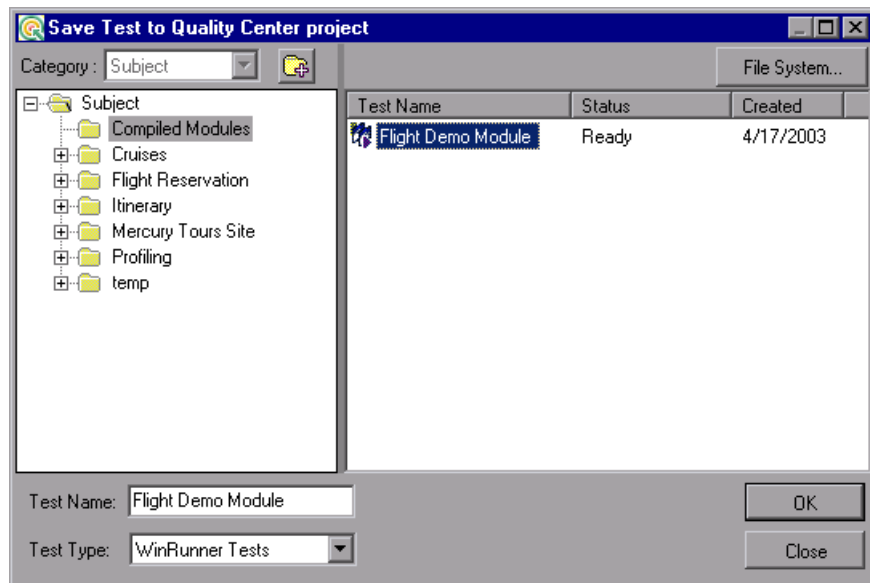 Save Test to Quality Center project
Category : Subject
File System...
Subject
Compiled Modules
Cruises
Flight Reservation
Itinerary
Mercury Tours Site
Profiling
temp
Test Name Status Created
Flight Demo Module Ready 4/17/2003
Test Name: Flight Demo Module
OK
Test Type: WinRunner Tests
Close